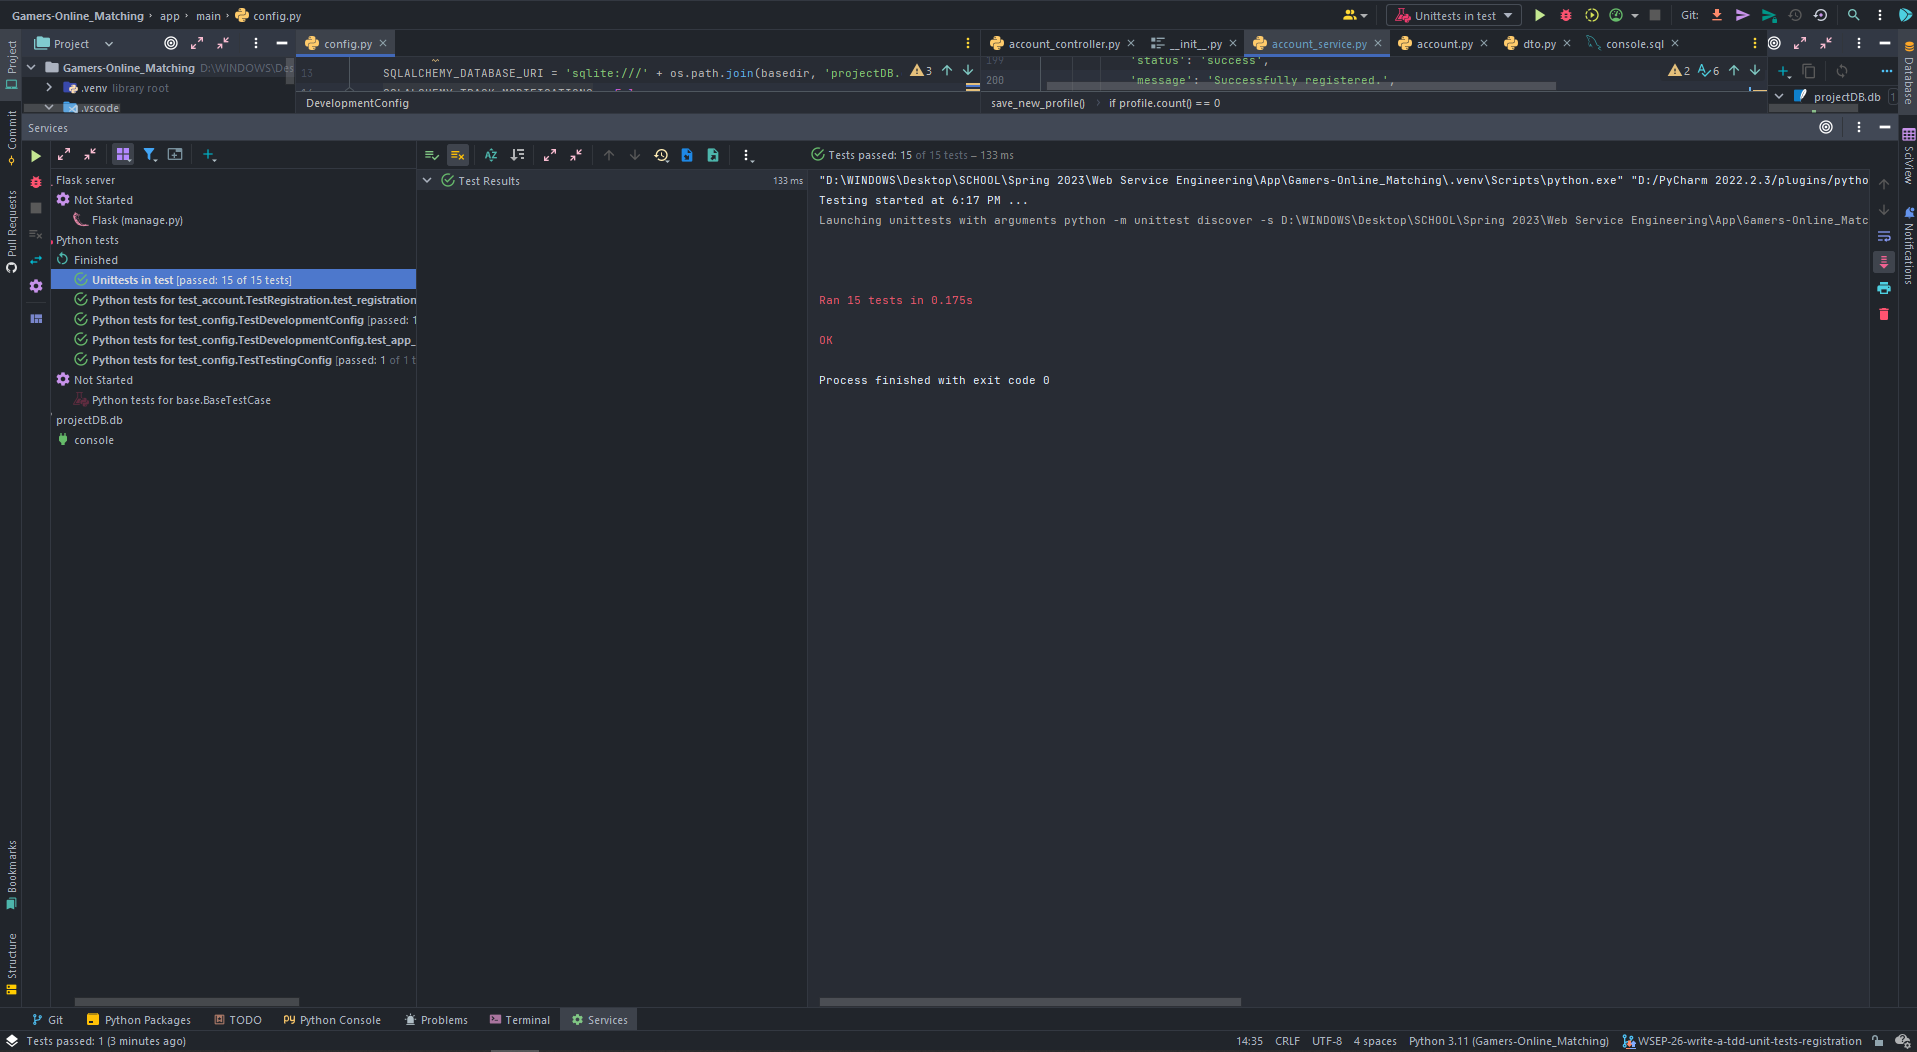 Gamers-Online_Matching › app › main › config.py
Unittests in test
Git:
Project
config.py
account_controller.py
__init__.py
account_service.py
account.py
dto.py
console.sql
Gamers-Online_Matching D:\WINDOWS\Des
.venv library root
.vscode
13 SQLALCHEMY_DATABASE_URI = 'sqlite:///' + os.path.join(basedir, 'projectDB.
3
DevelopmentConfig
199 'status': 'success',
200 'message': 'Successfully registered.',
2 6
save_new_profile() › if profile.count() == 0
projectDB.db 1
Services
Flask server
Not Started
Flask (manage.py)
Python tests
Finished
Unittests in test [passed: 15 of 15 tests]
Python tests for test_account.TestRegistration.test_registration
Python tests for test_config.TestDevelopmentConfig [passed: 1
Python tests for test_config.TestDevelopmentConfig.test_app_
Python tests for test_config.TestTestingConfig [passed: 1 of 1 t
Not Started
Python tests for base.BaseTestCase
projectDB.db
console
Test Results 133 ms
Tests passed: 15 of 15 tests – 133 ms
"D:\WINDOWS\Desktop\SCHOOL\Spring 2023\Web Service Engineering\App\Gamers-Online_Matching\.venv\Scripts\python.exe" "D:/PyCharm 2022.2.3/plugins/pytho
Testing started at 6:17 PM ...
Launching unittests with arguments python -m unittest discover -s D:\WINDOWS\Desktop\SCHOOL\Spring 2023\Web Service Engineering\App\Gamers-Online_Matc
Ran 15 tests in 0.175s
OK
Process finished with exit code 0
Project
Commit
Pull Requests
Bookmarks
Structure
Database
SciView
Notifications
Git
Python Packages
TODO
Python Console
Problems
Terminal
Services
Tests passed: 1 (3 minutes ago)
14:35 CRLF UTF-8 4 spaces Python 3.11 (Gamers-Online_Matching) WSEP-26-write-a-tdd-unit-tests-registration